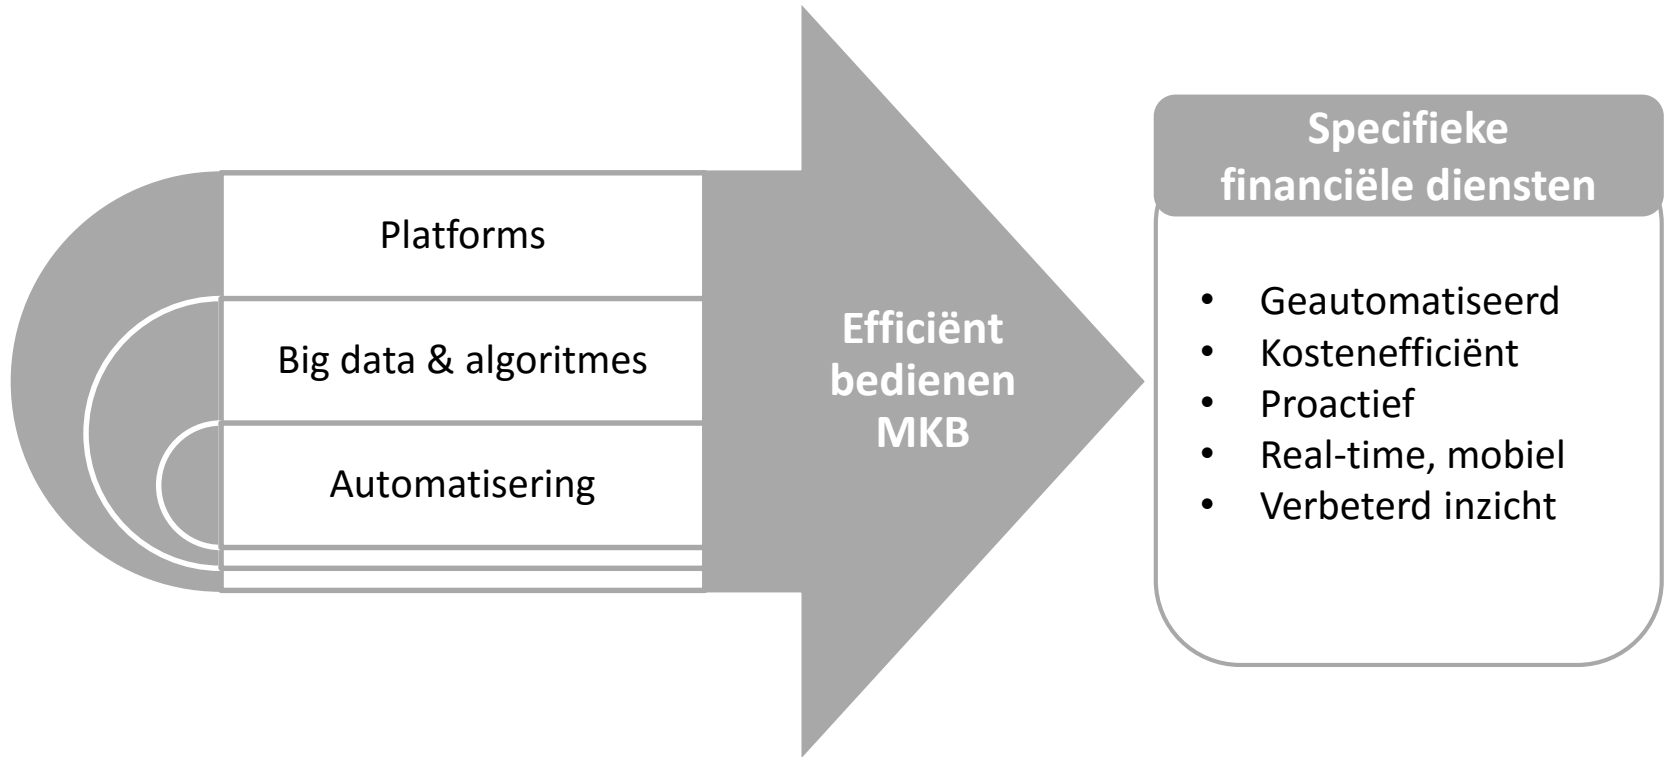 Platforms
Big data & algoritmes
Automatisering
Efficiënt
bedienen
MKB
Specifieke
financiële diensten
• Geautomatiseerd
• Kostenefficiënt
• Proactief
• Real-time, mobiel
• Verbeterd inzicht